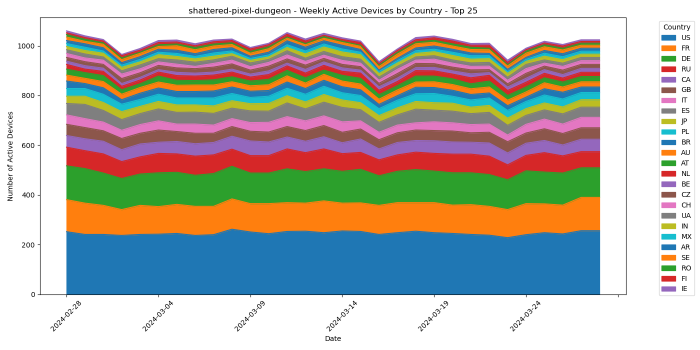 shattered-pixel-dungeon - Weekly Active Devices by Country - Top 25
Number of Active Devices
1000
800
600
400
200
0
2024-02-28
2024-03-04
2024-03-09
2024-03-14
2024-03-19
2024-03-24
Date
Country
US
FR
DE
RU
CA
GB
IT
ES
JP
PL
BR
AU
AT
NL
BE
CZ
CH
UA
IN
MX
AR
SE
RO
FI
IE